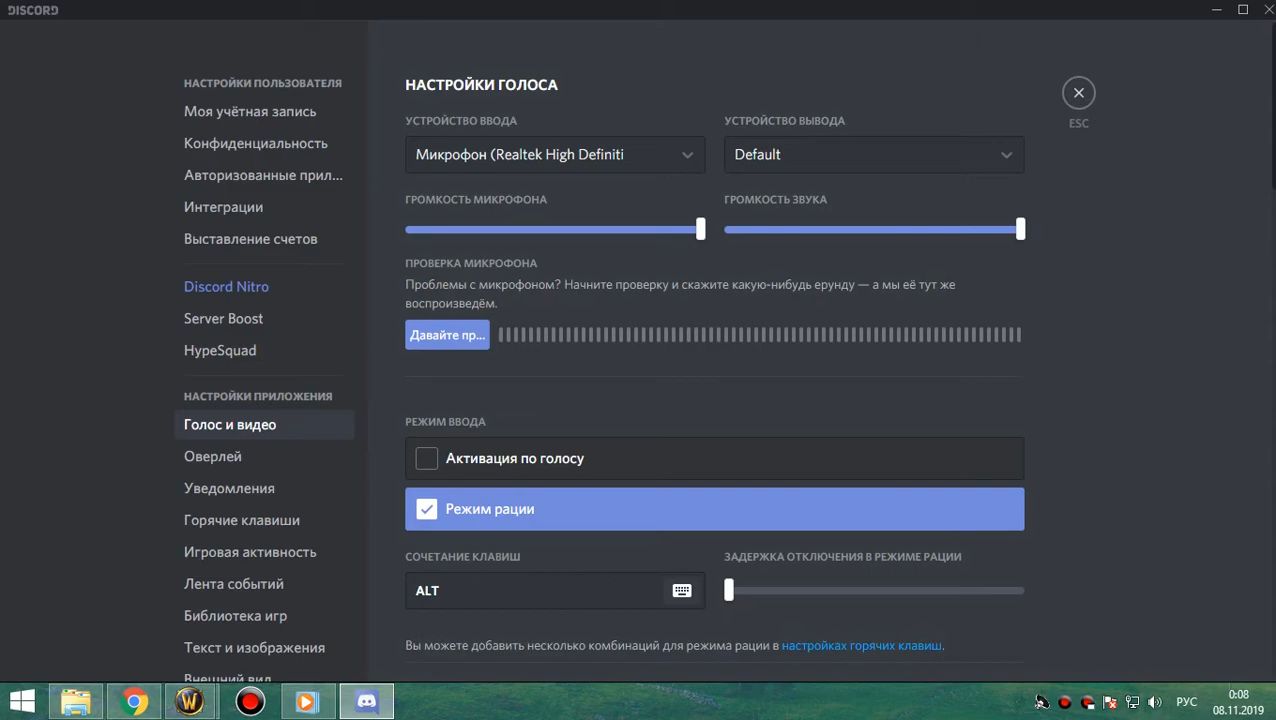 DISCORD
НАСТРОЙКИ ПОЛЬЗОВАТЕЛЯ
Моя учётная запись
Конфиденциальность
Авторизованные прил...
Интеграции
Выставление счетов
Discord Nitro
Server Boost
HypeSquad
НАСТРОЙКИ ПРИЛОЖЕНИЯ
Голос и видео
Оверлей
Уведомления
Горячие клавиши
Игровая активность
Лента событий
Библиотека игр
Текст и изображения
Внешний вид
НАСТРОЙКИ ГОЛОСА
УСТРОЙСТВО ВВОДА
УСТРОЙСТВО ВЫВОДА
Микрофон (Realtek High Definiti
Default
ГРОМКОСТЬ МИКРОФОНА
ГРОМКОСТЬ ЗВУКА
ПРОВЕРКА МИКРОФОНА
Проблемы с микрофоном? Начните проверку и скажите какую-нибудь ерунду — а мы её тут же
воспроизведём.
Давайте пр...
РЕЖИМ ВВОДА
Активация по голосу
Режим рации
СОЧЕТАНИЕ КЛАВИШ
ЗАДЕРЖКА ОТКЛЮЧЕНИЯ В РЕЖИМЕ РАЦИИ
ALT
Вы можете добавить несколько комбинаций для режима рации в настройках горячих клавиш.
ESC
РУС
0:08
08.11.2019